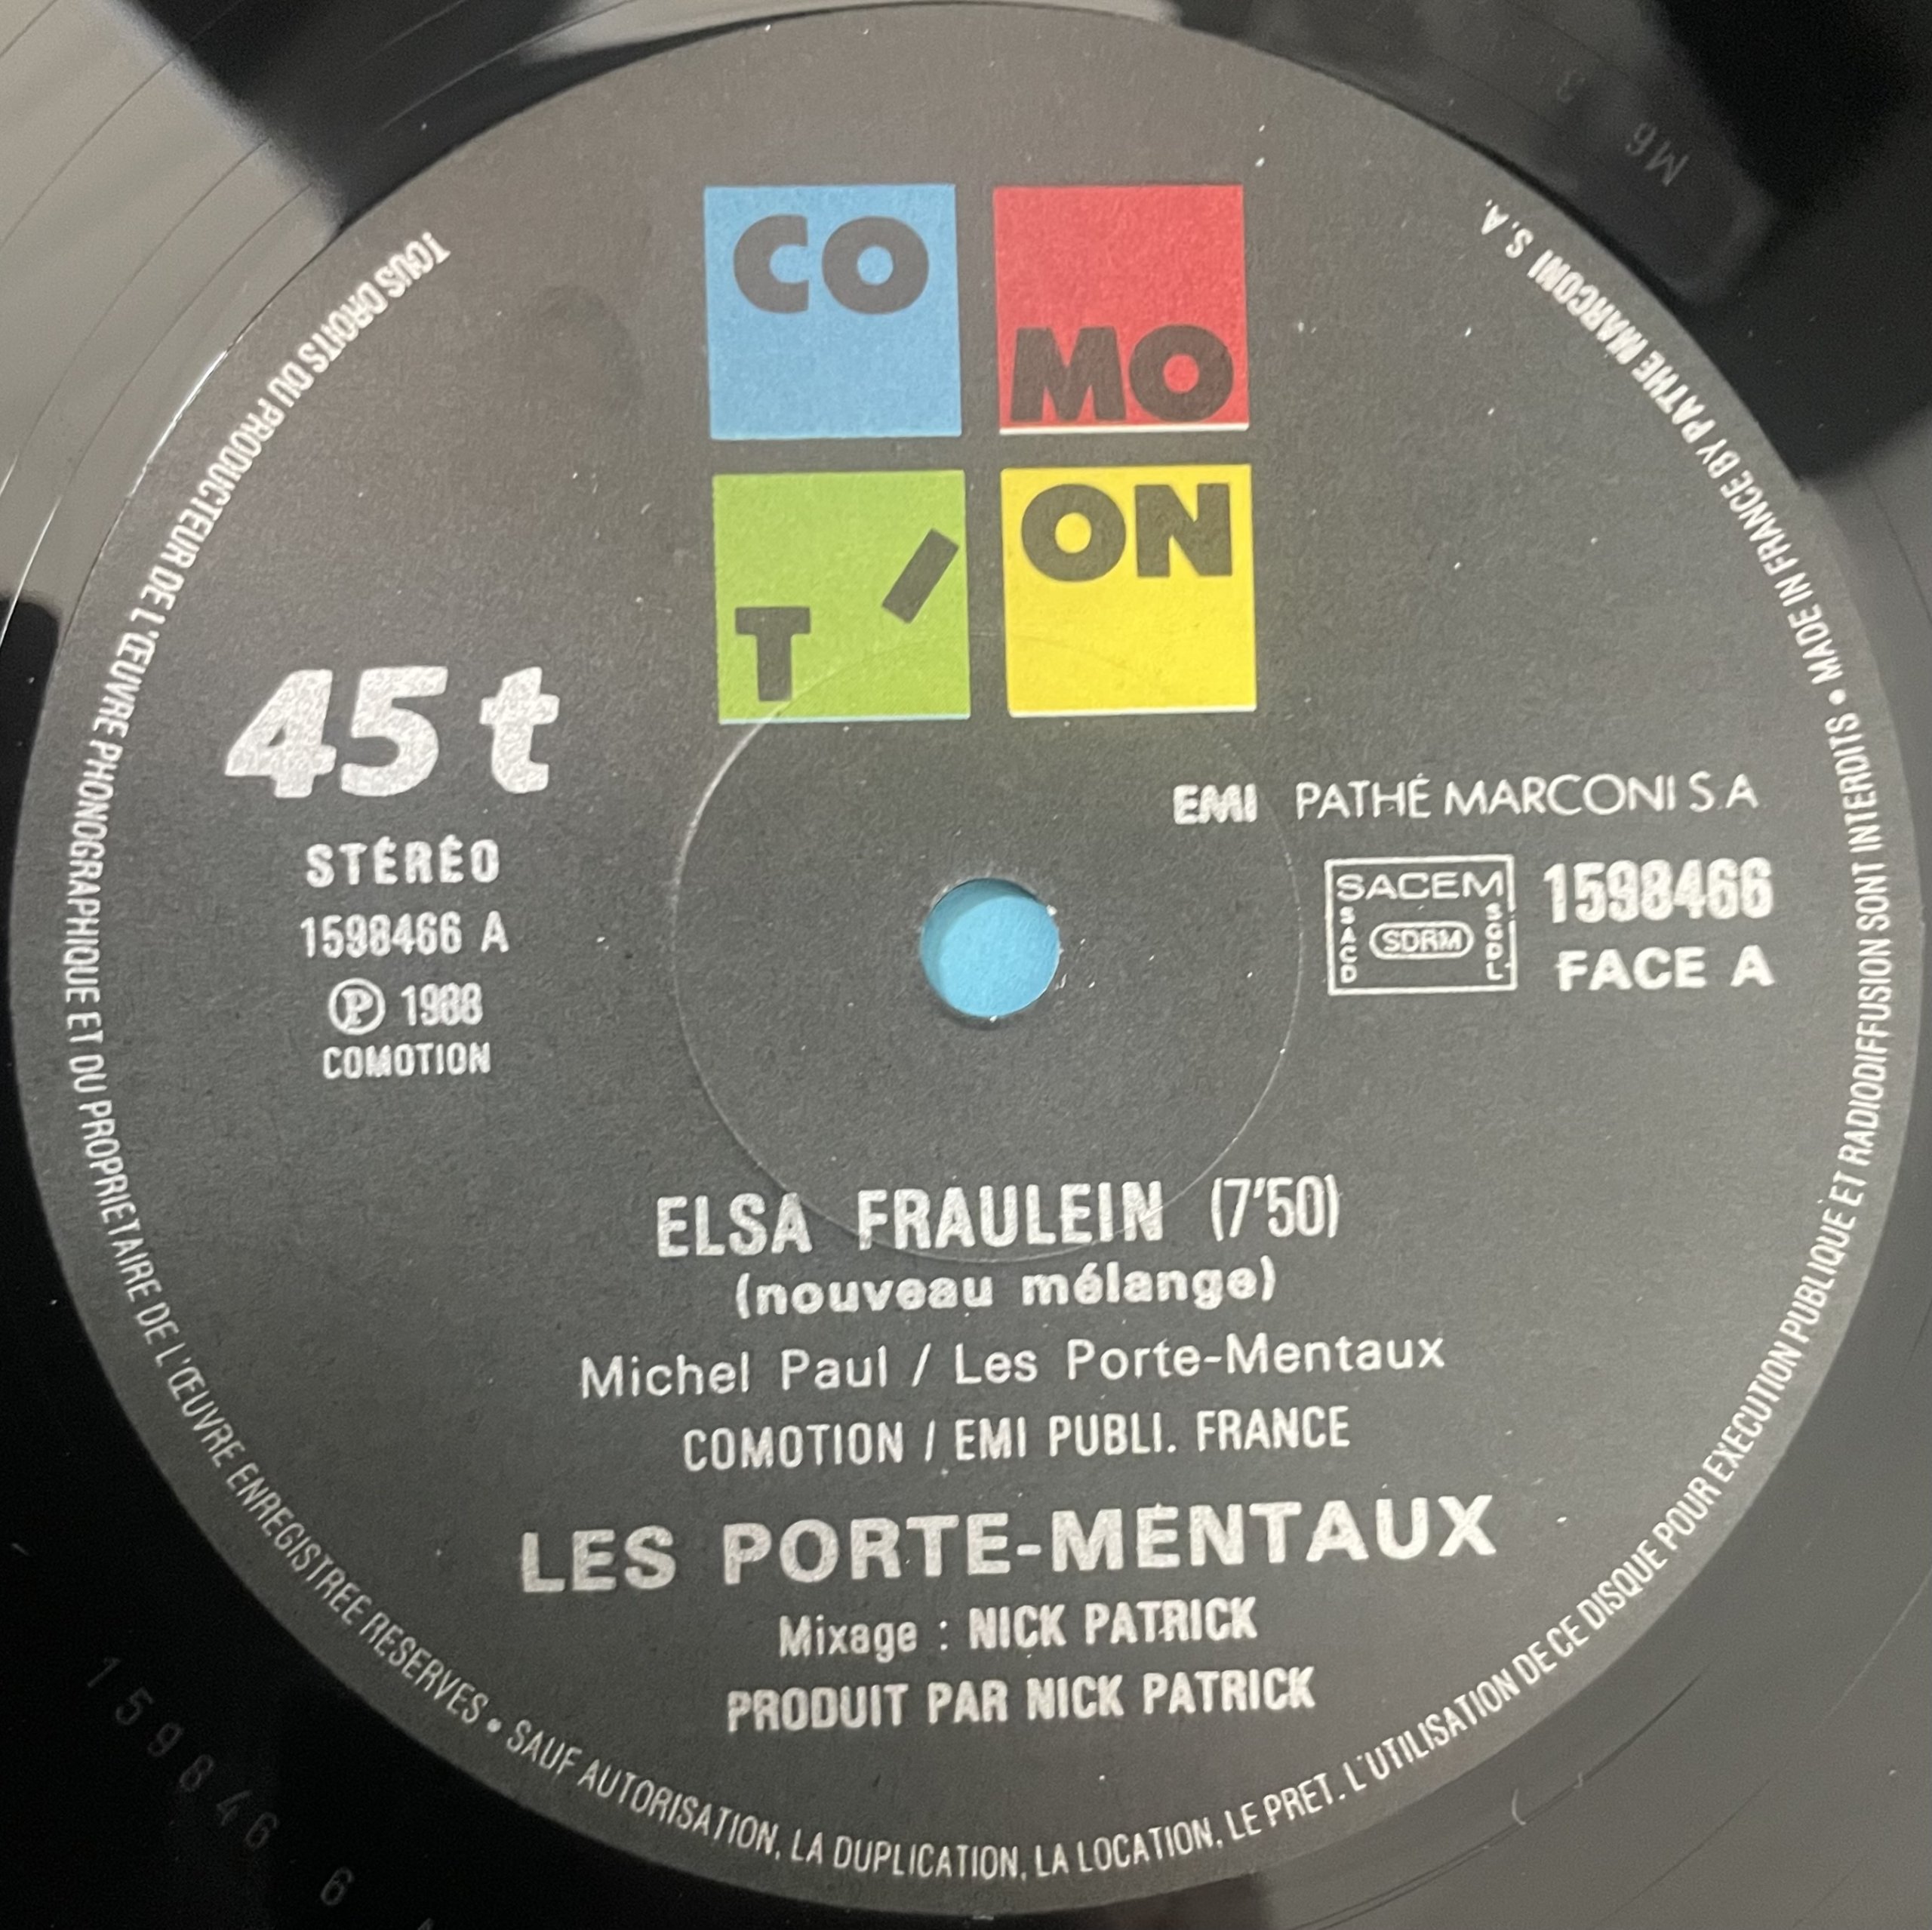 CO MO
T' ON
45 t
STÉRÉO
1598466 A
Ⓟ 1988
COMOTION
EMI PATHÉ MARCONI S.A
SACEM
SACD
SDRM
SGDL
1598466
FACE A
ELSA FRAULEIN (7'50)
(nouveau mélange)
Michel Paul / Les Porte-Mentaux
COMOTION / EMI PUBLI. FRANCE
LES PORTE-MENTAUX
Mixage : NICK PATRICK
PRODUIT PAR NICK PATRICK
TOUS DROITS DU PRODUCTEUR DE L'ŒUVRE PHONOGRAPHIQUE ET DU PROPRIETAIRE DE L'ŒUVRE ENREGISTREE RESERVES • SAUF AUTORISATION, LA DUPLICATION, LA LOCATION, LE PRET, L'UTILISATION DE CE DISQUE POUR EXECUTION PUBLIQUE ET RADIODIFFUSION SONT INTERDITS • MADE IN FRANCE BY PATHE MARCONI S.A.
M6
159846 6